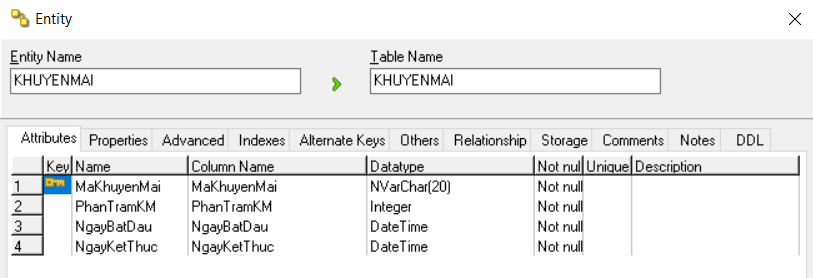 Entity
Entity Name Table Name
KHUYENMAI KHUYENMAI
Attributes Properties Advanced Indexes Alternate Keys Others Relationship Storage Comments Notes DDL
Key Name Column Name Datatype Not nul Unique Description
1 MaKhuyenMai MaKhuyenMai NVarChar(20) Not null
2 PhanTramKM PhanTramKM Integer Not null
3 NgayBatDau NgayBatDau DateTime Not null
4 NgayKetThuc NgayKetThuc DateTime Not null